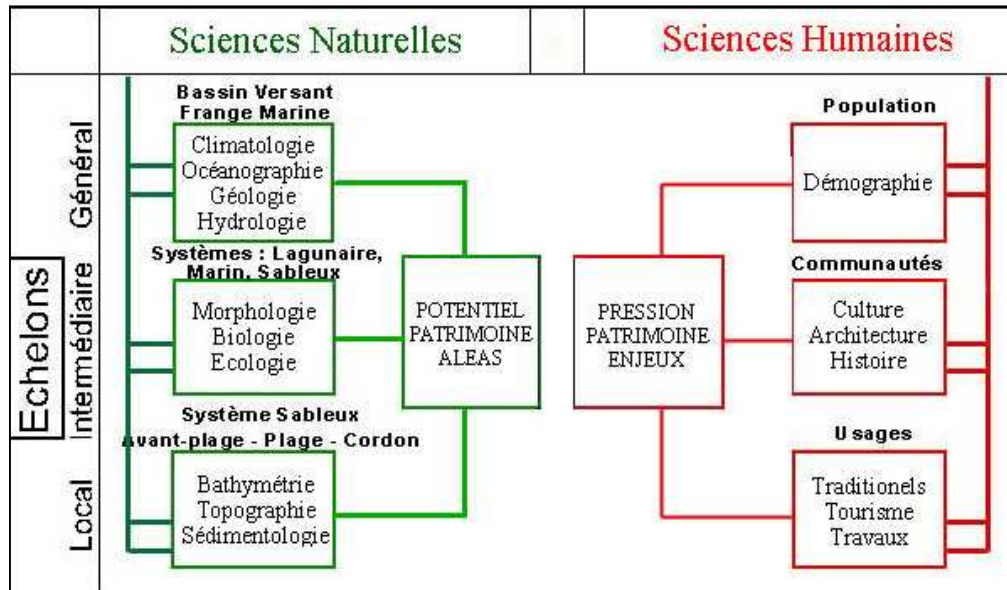 Sciences Naturelles
Sciences Humaines
Echelons
Général
Intermédiaire
Local
Bassin Versant
Frange Marine
Climatologie
Océanographie
Géologie
Hydrologie
Systèmes : Lagunaire,
Marin, Sableux
Morphologie
Biologie
Ecologie
Système Sableux
Avant-plage - Plage - Cordon
Bathymétrie
Topographie
Sédimentologie
POTENTIEL
PATRIMOINE
ALEAS
PRESSION
PATRIMOINE
ENJEUX
Population
Démographie
Communautés
Culture
Architecture
Histoire
Usages
Traditionels
Tourisme
Travaux